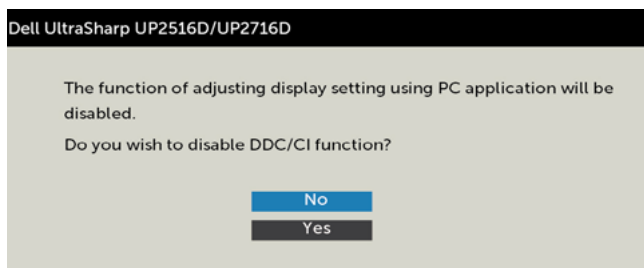 Dell UltraSharp UP2516D/UP2716D
The function of adjusting display setting using PC application will be
disabled.
Do you wish to disable DDC/CI function?
No
Yes